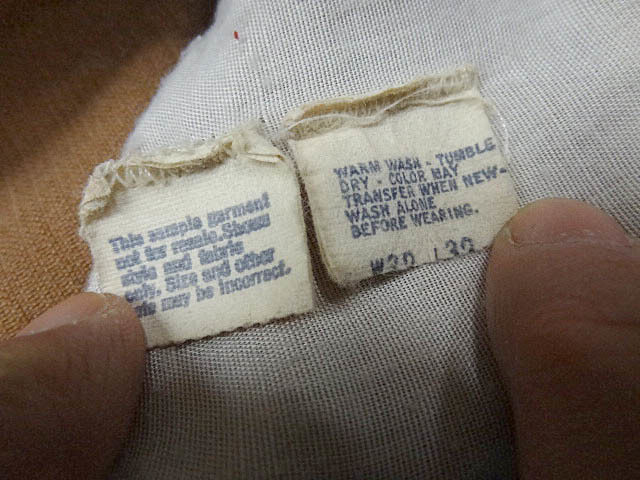 This sample garment
not for resale. Shows
style and fabric
only. Size and other
may be incorrect.
WARM WASH - TUMBLE
DRY - COLOR MAY
TRANSFER WHEN NEW-
WASH ALONE
BEFORE WEARING.
W30 L30